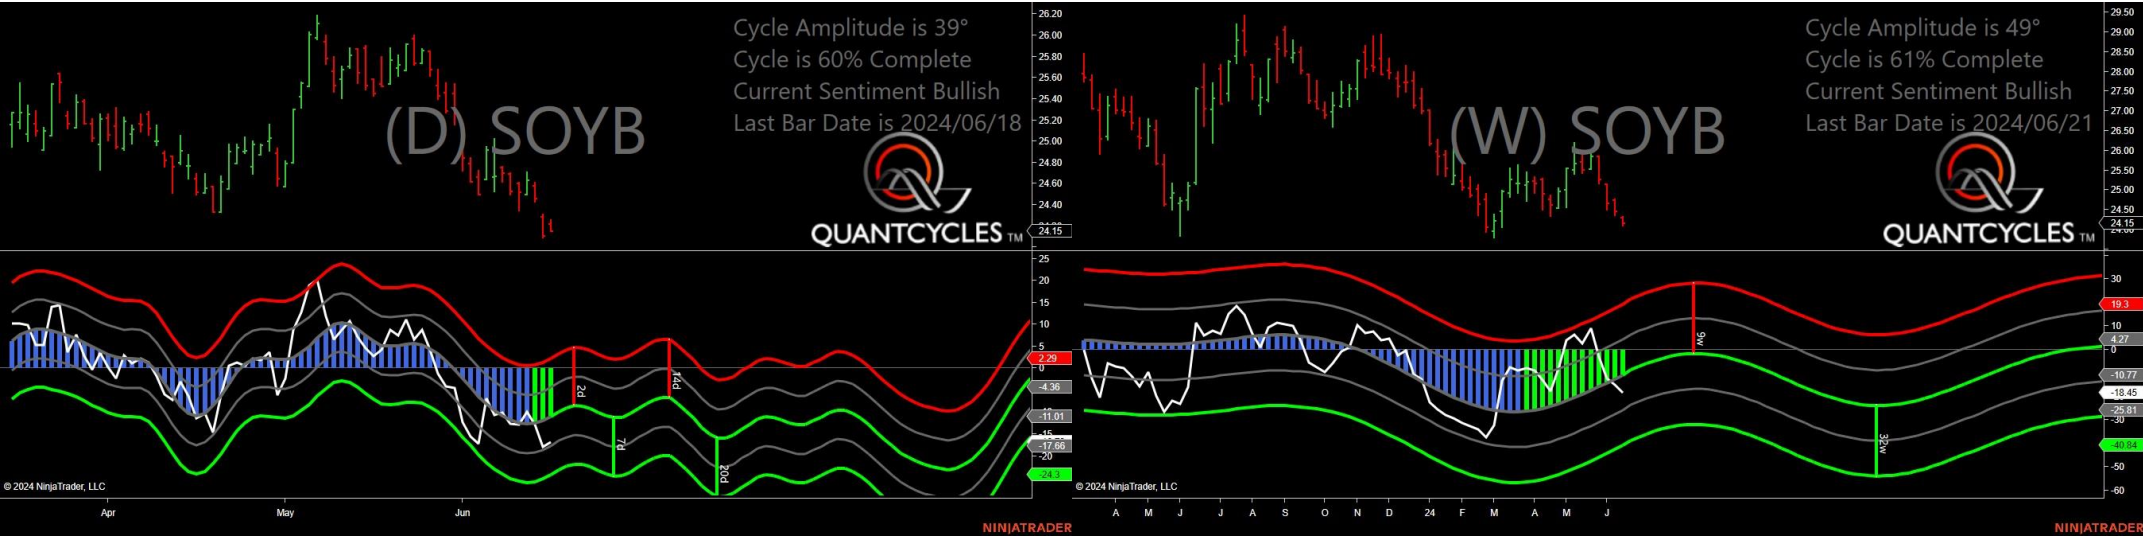 Cycle Amplitude is 39°
Cycle is 60% Complete
Current Sentiment Bullish
Last Bar Date is 2024/06/18
(D) SOYB
QUANTCYCLES TM
26.20
26.00
25.80
25.60
25.40
25.20
25.00
24.80
24.60
24.40
24.15
25
20
15
10
5
2.29
0
-4.36
-11.01
-15
-17.66
-20
-24.3
2d
7d
14d
20d
© 2024 NinjaTrader, LLC
Apr
May
Jun
NINJATRADER
Cycle Amplitude is 49°
Cycle is 61% Complete
Current Sentiment Bullish
Last Bar Date is 2024/06/21
(W) SOYB
QUANTCYCLES TM
29.50
29.00
28.50
28.00
27.50
27.00
26.50
26.00
25.50
25.00
24.50
24.15
30
19.3
10
4.27
0
-10.77
-18.45
-25.81
-30
-40.84
-50
-60
9w
32w
© 2024 NinjaTrader, LLC
A M J J A S O N D 24 F M A M J
NINJATRADER